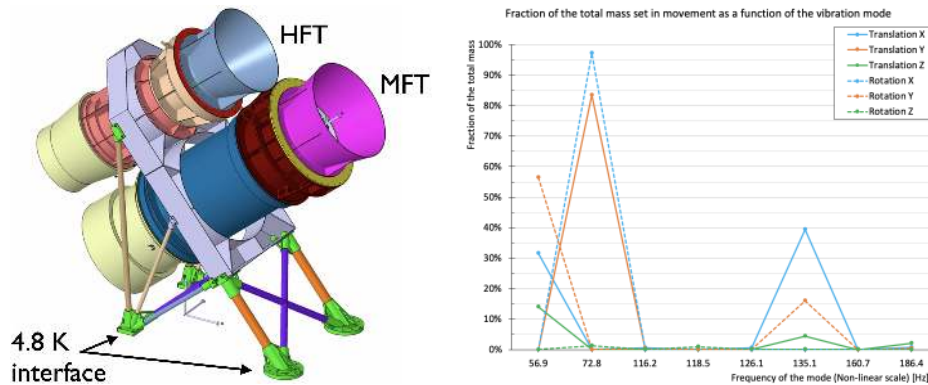 HFT
MFT
4.8 K
interface
Fraction of the total mass set in movement as a function of the vibration mode
Fraction of the total mass
100%
90%
80%
70%
60%
50%
40%
30%
20%
10%
0%
Translation X
Translation Y
Translation Z
Rotation X
Rotation Y
Rotation Z
56.9 72.8 116.2 118.5 126.1 135.1 160.7 186.4
Frequency of the mode (Non-linear scale) [Hz]